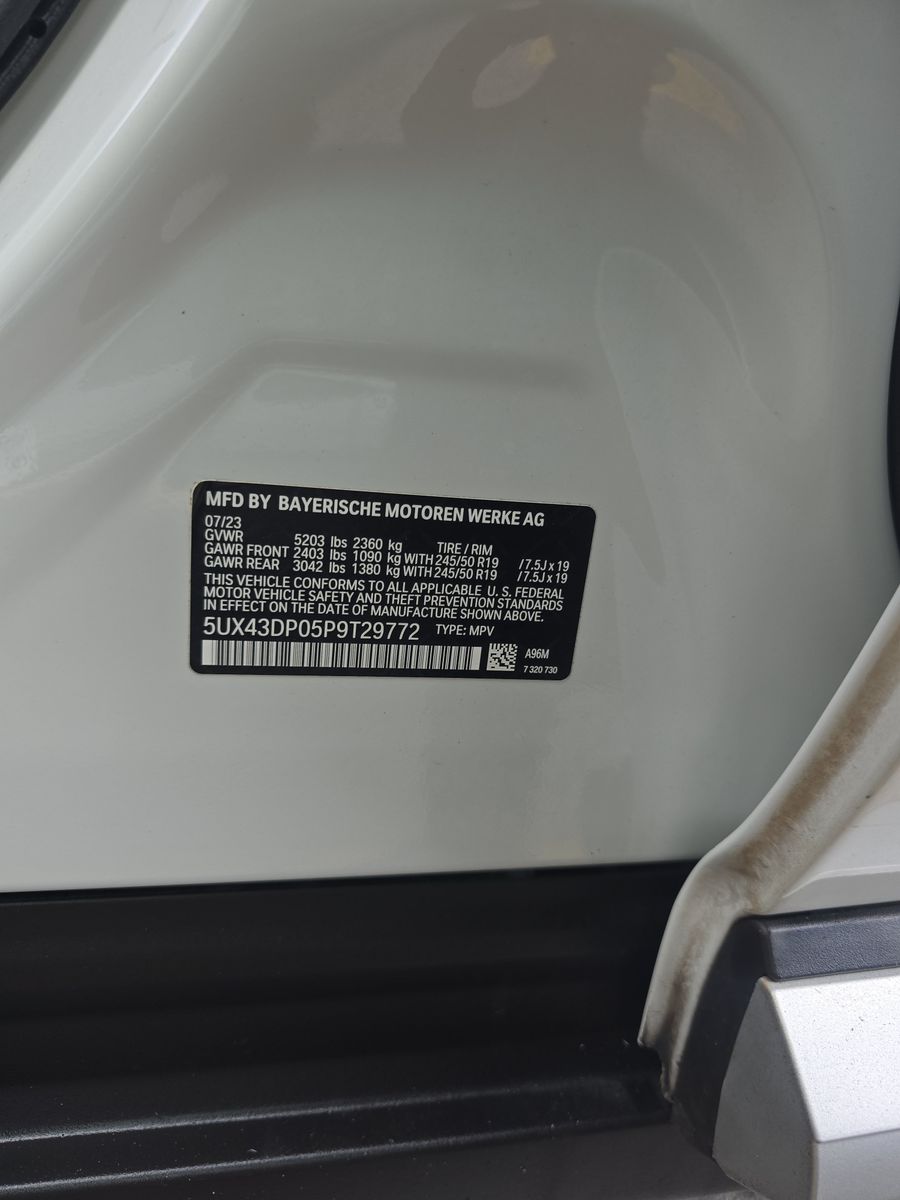 MFD BY BAYERISCHE MOTOREN WERKE AG
07/23
GVWR 5203 lbs 2360 kg TIRE / RIM
GAWR FRONT 2403 lbs 1090 kg WITH 245/50 R19 / 7.5J x 19
GAWR REAR 3042 lbs 1380 kg WITH 245/50 R19 / 7.5J x 19
THIS VEHICLE CONFORMS TO ALL APPLICABLE U. S. FEDERAL
MOTOR VEHICLE SAFETY AND THEFT PREVENTION STANDARDS
IN EFFECT ON THE DATE OF MANUFACTURE SHOWN ABOVE.
5UX43DP05P9T29772 TYPE: MPV
A96M
7 320 730